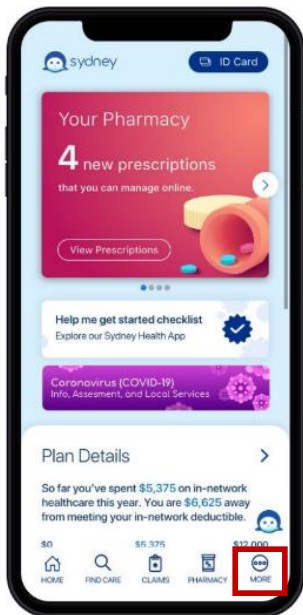 sydney
ID Card
Your Pharmacy
4 new prescriptions
that you can manage online.
View Prescriptions
Help me get started checklist
Explore our Sydney Health App
Coronavirus (COVID-19)
Info, Assesment, and Local Services
Plan Details
So far you've spent $5,375 on in-network
healthcare this year. You are $6,625 away
from meeting your in-network deductible.
$0 $5,375 $12,000
HOME FIND CARE CLAIMS PHARMACY MORE